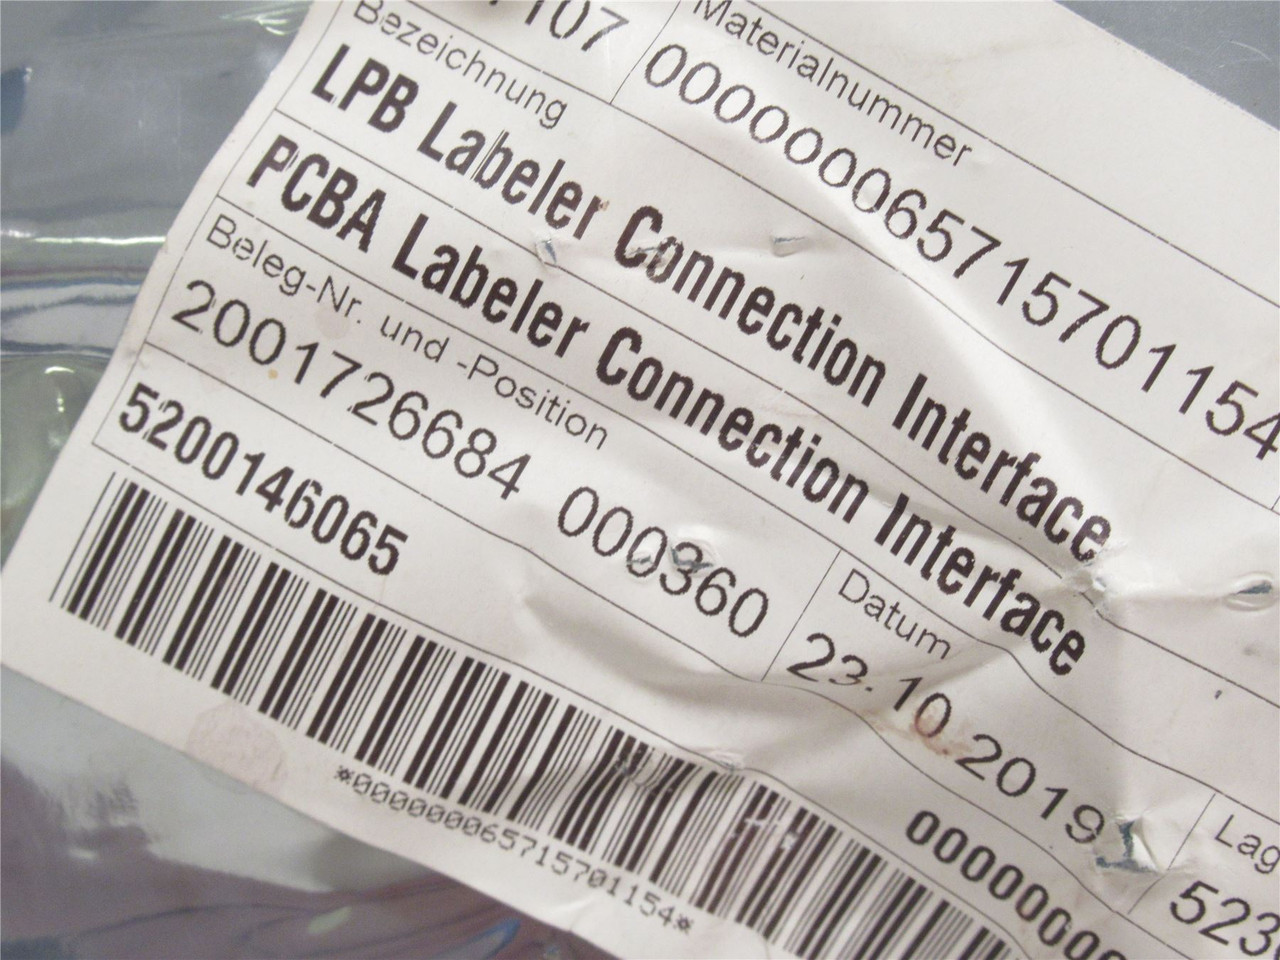 107
Materialnummer
000000065715701154
Bezeichnung
LPB Labeler Connection Interface
PCBA Labeler Connection Interface
Beleg-Nr. und -Position
2001726684 000360
Datum
23.10.2019
Lag
523
5200146065
0000000
*000000065715701154*